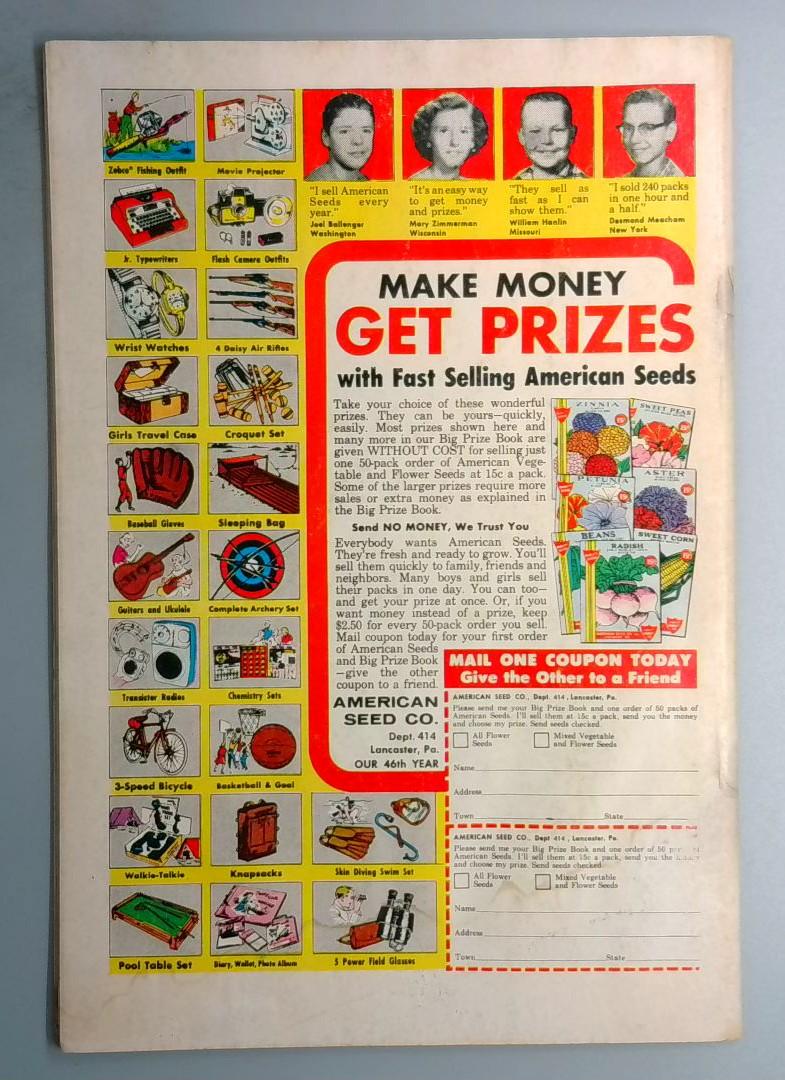 Zebco® Fishing Outfit
Movie Projector
Jr. Typewriters
Flash Camera Outfits
Wrist Watches
4 Daisy Air Rifles
Girls Travel Case
Croquet Set
Baseball Gloves
Sleeping Bag
Guitars and Ukulele
Complete Archery Set
Transistor Radios
Chemistry Sets
3-Speed Bicycle
Basketball & Goal
Walkie-Talkie
Knapsacks
Skin Diving Swim Set
Pool Table Set
Diary, Wallet, Photo Album
5 Power Field Glasses
"I sell American
Seeds every
year."
Joel Ballenger
Washington
"It's an easy way
to get money
and prizes."
Mary Zimmerman
Wisconsin
"They sell as
fast as I can
show them."
William Hanlin
Missouri
"I sold 240 packs
in one hour and
a half."
Desmond Meacham
New York
MAKE MONEY
GET PRIZES
with Fast Selling American Seeds
Take your choice of these wonderful
prizes. They can be yours—quickly,
easily. Most prizes shown here and
many more in our Big Prize Book are
given WITHOUT COST for selling just
one 50-pack order of American Vege-
table and Flower Seeds at 15c a pack.
Some of the larger prizes require more
sales or extra money as explained in
the Big Prize Book.
Send NO MONEY, We Trust You
Everybody wants American Seeds.
They're fresh and ready to grow. You'll
sell them quickly to family, friends and
neighbors. Many boys and girls sell
their packs in one day. You can too—
and get your prize at once. Or, if you
want money instead of a prize, keep
$2.50 for every 50-pack order you sell.
Mail coupon today for your first order
of American Seeds
and Big Prize Book
—give the other
coupon to a friend.
AMERICAN
SEED CO.
Dept. 414
Lancaster, Pa.
OUR 46th YEAR
ZINNIA
15¢
SWEET PEAS
15¢
PETUNIA
15¢
ASTER
15¢
BEANS
SWEET CORN
15¢
RADISH
15¢
MAIL ONE COUPON TODAY
Give the Other to a Friend
AMERICAN SEED CO., Dept. 414, Lancaster, Pa.
Please send me your Big Prize Book and one order of 50 packs of
American Seeds. I'll sell them at 15c a pack, send you the money
and choose my prize. Send seeds checked.
All Flower
Seeds
Mixed Vegetable
and Flower Seeds
Name
Address
Town State
AMERICAN SEED CO., Dept 414, Lancaster, Pa.
Please send me your Big Prize Book and one order of 50
American Seeds. I'll sell them at 15c a pack, send you the
and choose my prize. Send seeds checked
All Flower
Seeds
Mixed Vegetable
and Flower Seeds
Name
Address
Town State